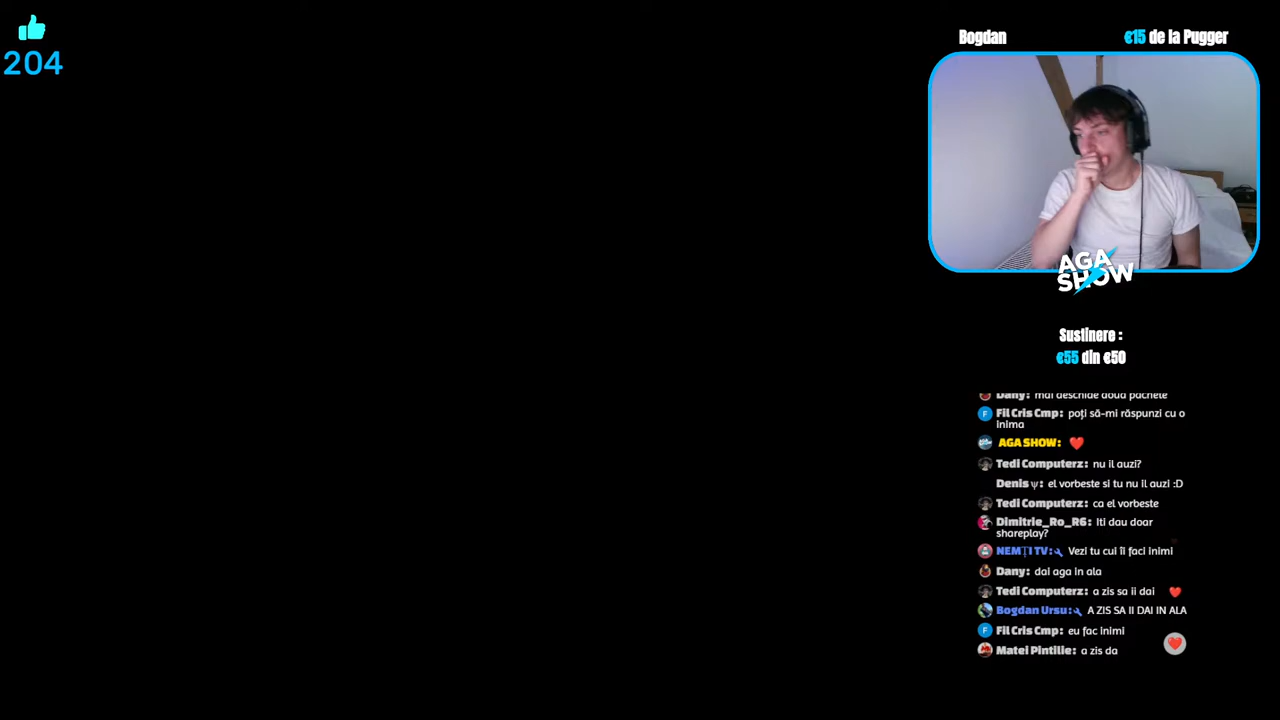 204
Bogdan
€15 de la Pugger
AGA
SHOW
Sustinere :
€55 din €50
Dany: mai deschide doua pachete
Fil Cris Cmp: poți să-mi răspunzi cu o
inima
AGA SHOW: ❤️
Tedi Computerz: nu il auzi?
Denis ψ: el vorbeste si tu nu il auzi :D
Tedi Computerz: ca el vorbeste
Dimitrie_Ro_R6: Iti dau doar
shareplay?
NEMȚI TV: Vezi tu cui îi faci inimi
Dany: dai aga in ala
Tedi Computerz: a zis sa ii dai
Bogdan Ursu: A ZIS SA II DAI IN ALA
Fil Cris Cmp: eu fac inimi
Matei Pintilie: a zis da